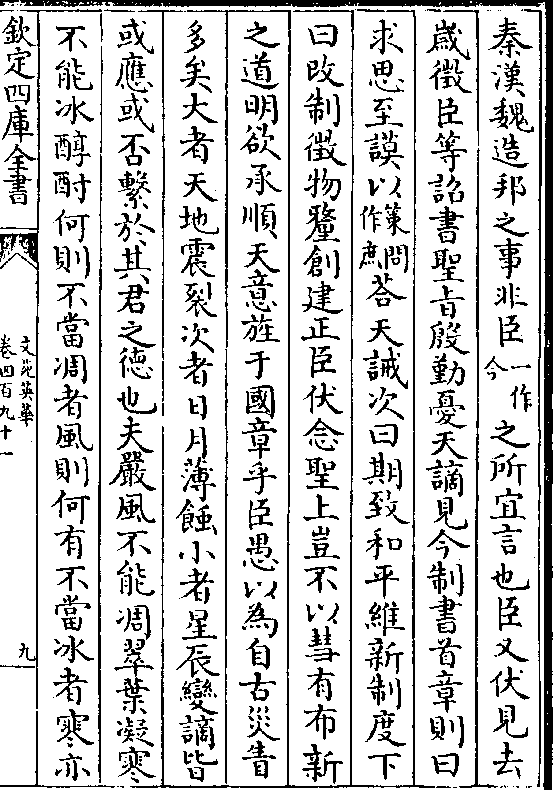 秦漢魏造邦之事非臣一作今之所宜言也臣又伏見去
歲徵臣等詔書聖旨殷勤憂天謫見今制書首章則曰
求思至謨以策問作庶荅天誡次曰期致和平維新制度下
曰改制徵物釐創建正臣伏念聖上豈不以彗有布新
之道明欲承順天意旌于國章乎臣愚以為自古災眚
多矣大者天地震裂次者日月薄蝕小者星辰變謫皆
或應或否繫於其君之德也夫嚴風不能凋翠葉凝寒
不能冰醇酎何則不當凋者風則何有不當冰者寒亦
欽定四庫全書
文苑英華
卷四百九十一
九